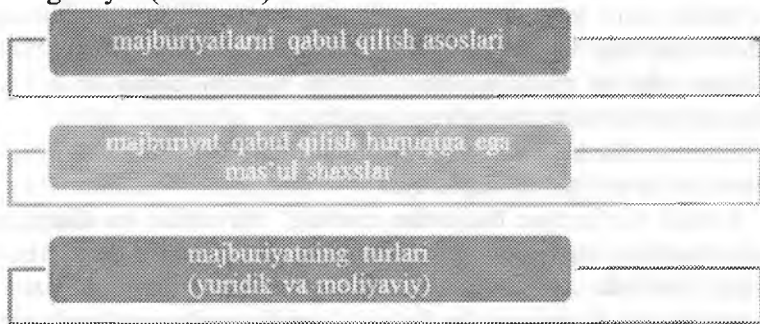 majburiyatlarni qabul qilish asoslari
majburiyat qabul qilish huquqiga ega
mas`ul shaxslar
majburiyatning turlari
(yuridik va moliyaviy)